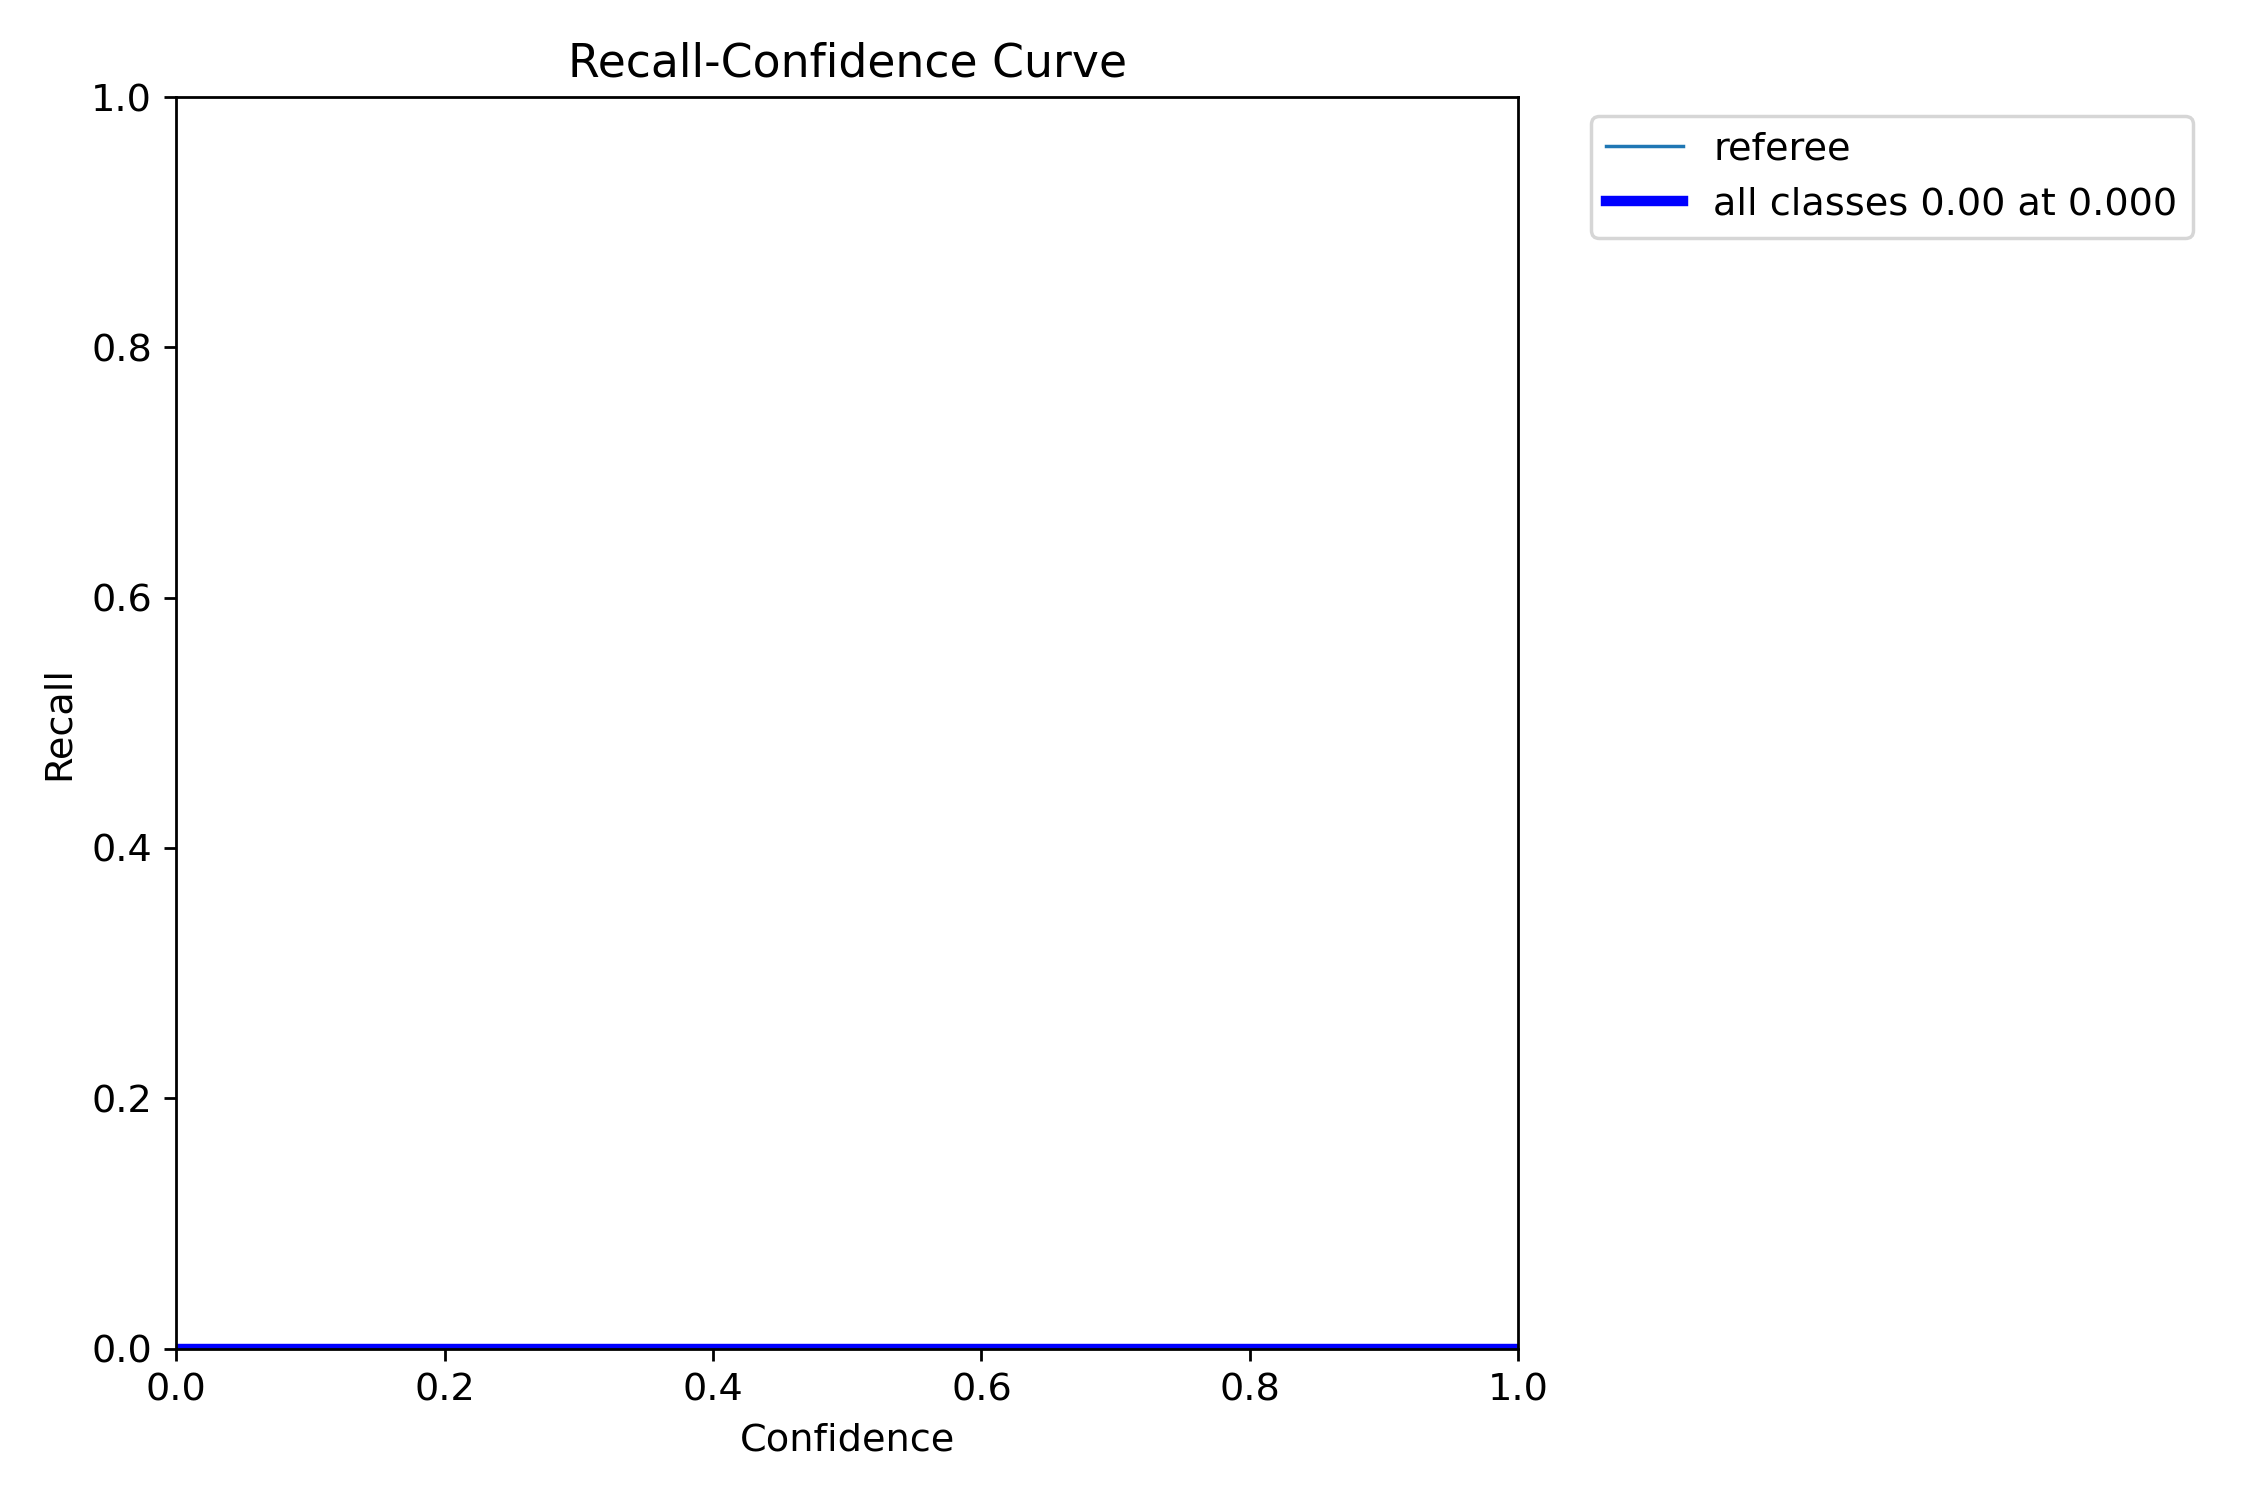 Recall-Confidence Curve
1.0
0.8
0.6
0.4
0.2
0.0
Recall
0.0 0.2 0.4 0.6 0.8 1.0
Confidence
referee
all classes 0.00 at 0.000